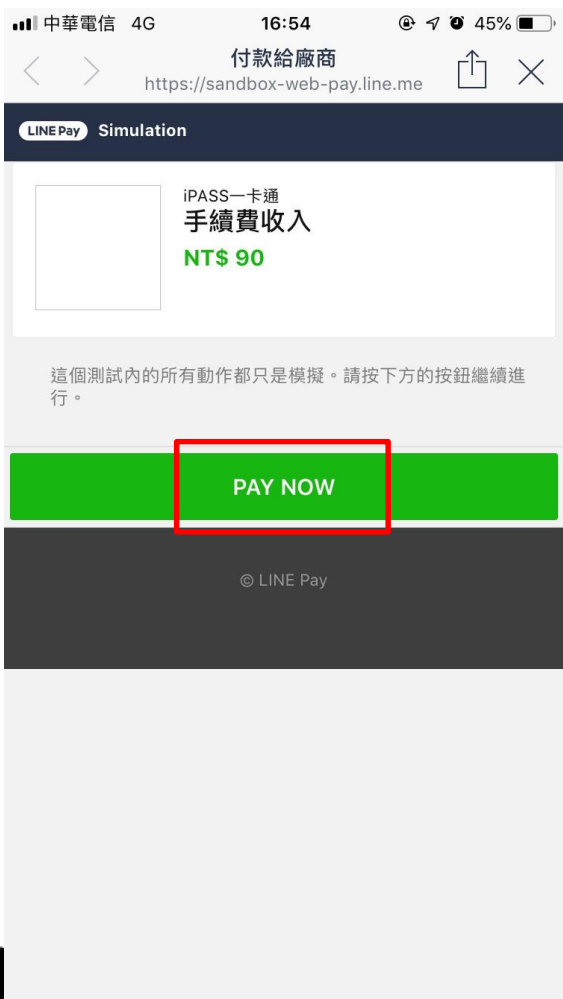 中華電信 4G 16:54 45%
付款給廠商
https://sandbox-web-pay.line.me
LINE Pay Simulation
iPASS一卡通
手續費收入
NT$ 90
這個測試內的所有動作都只是模擬。請按下方的按鈕繼續進
行。
PAY NOW
© LINE Pay